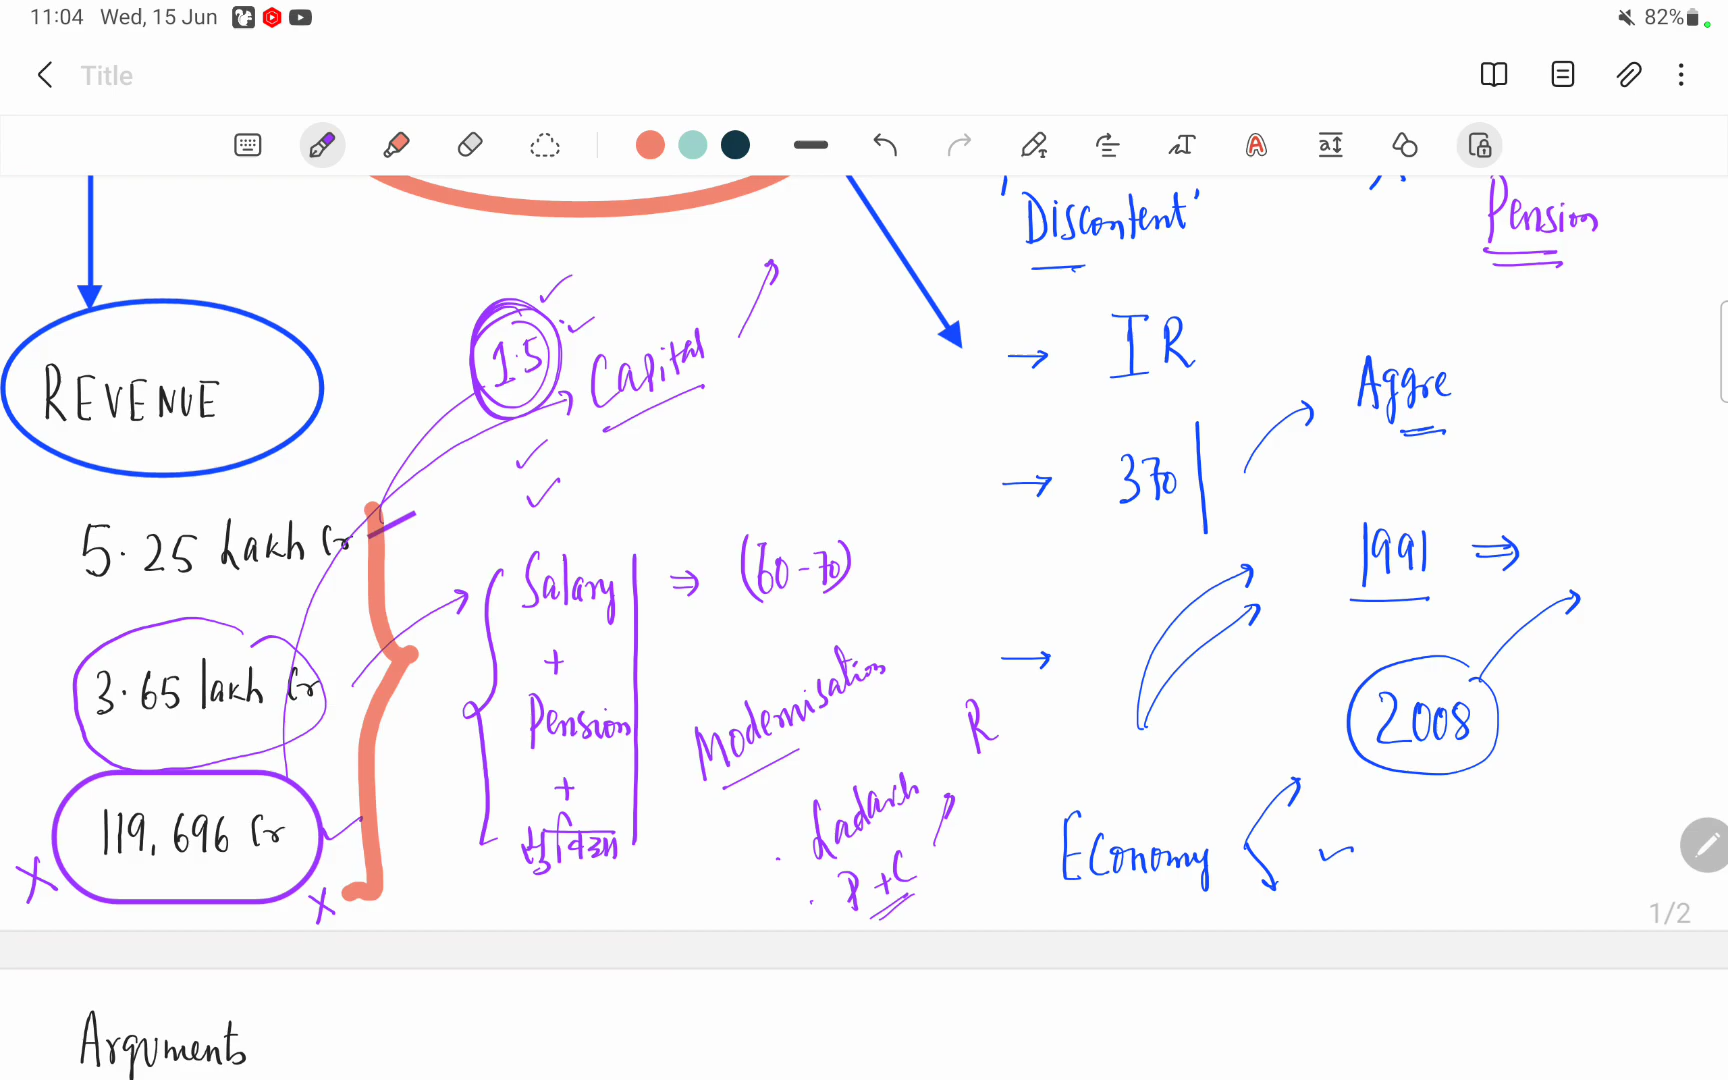 11:04 Wed, 15 Jun
82%
Title
'Discontent'
Pension
REVENUE
1.5
Capital
→ IR
Aggre
→ 370
5.25 Lakh Cr
Salary ⇒ (60-70)
1991 ⇒
+
3.65 lakh Cr
Pension
Modernisation
→
R
2008
+
119,696 Cr
सुविधा
Ladakh
P+C
Economy
1/2
Arguments